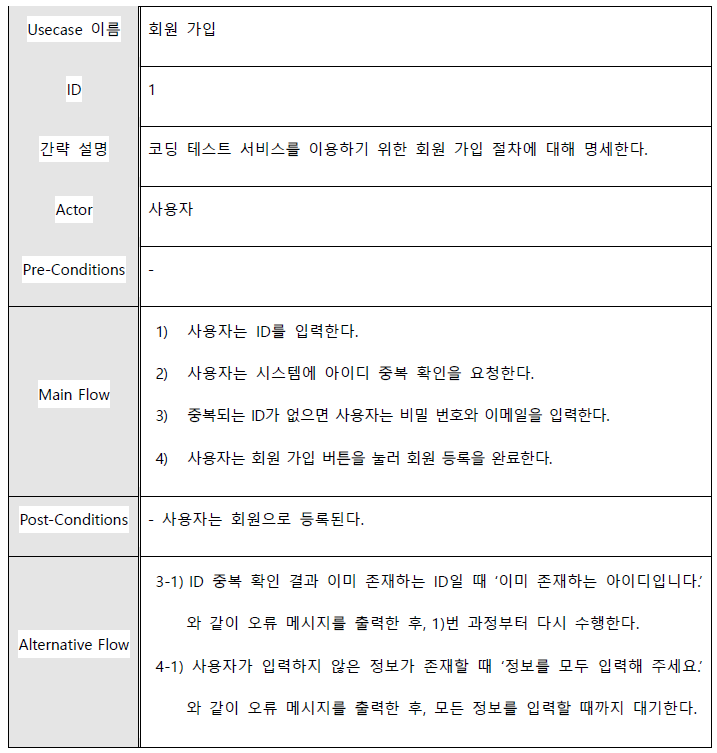 Usecase 이름 회원 가입
ID 1
간략 설명 코딩 테스트 서비스를 이용하기 위한 회원 가입 절차에 대해 명세한다.
Actor 사용자
Pre-Conditions -
Main Flow
1) 사용자는 ID를 입력한다.
2) 사용자는 시스템에 아이디 중복 확인을 요청한다.
3) 중복되는 ID가 없으면 사용자는 비밀 번호와 이메일을 입력한다.
4) 사용자는 회원 가입 버튼을 눌러 회원 등록을 완료한다.
Post-Conditions - 사용자는 회원으로 등록된다.
Alternative Flow
3-1) ID 중복 확인 결과 이미 존재하는 ID일 때 ‘이미 존재하는 아이디입니다.’
와 같이 오류 메시지를 출력한 후, 1)번 과정부터 다시 수행한다.
4-1) 사용자가 입력하지 않은 정보가 존재할 때 ‘정보를 모두 입력해 주세요.’
와 같이 오류 메시지를 출력한 후, 모든 정보를 입력할 때까지 대기한다.